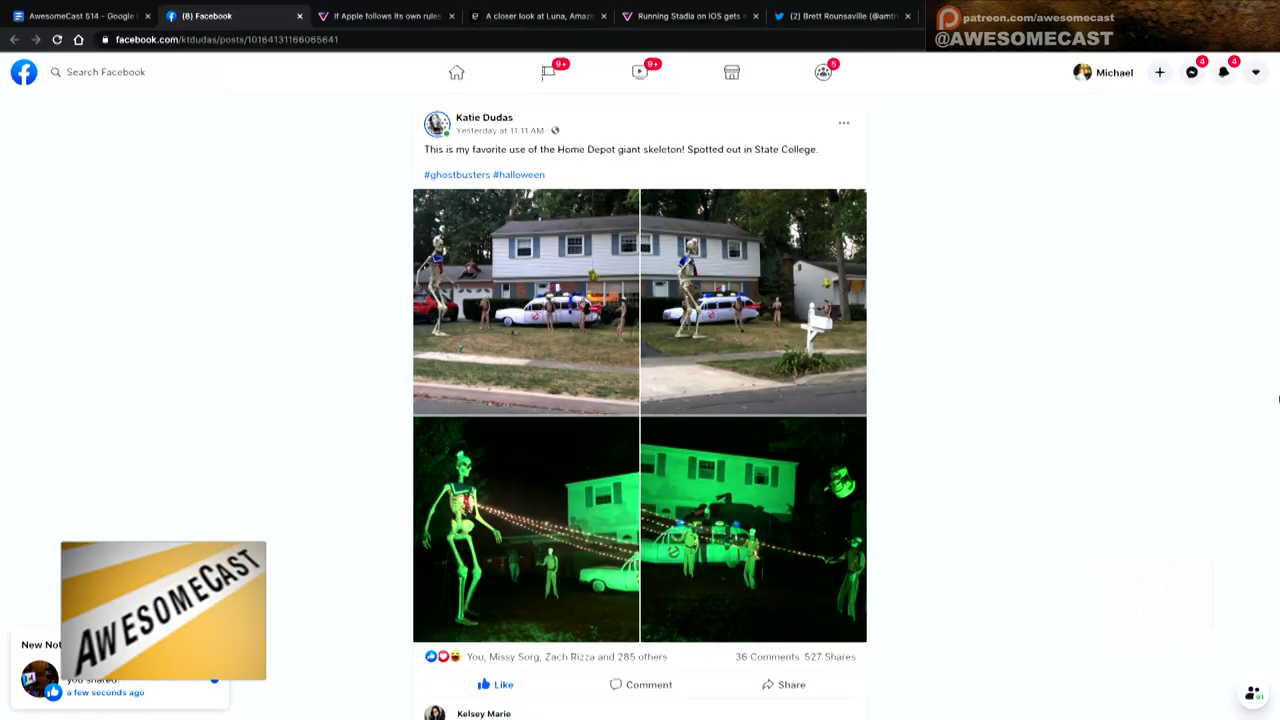 AwesomeCast 514 - Google
(8) Facebook
If Apple follows its own rules
A closer look at Luna, Amaz
Running Stadia on iOS gets a
(2) Brett Rounsaville (@amtr
patreon.com/awesomecast
@AWESOMECAST
facebook.com/ktdudas/posts/10164131166065641
Search Facebook
9+
9+
5
Michael
4
4
Katie Dudas
Yesterday at 11:11 AM
This is my favorite use of the Home Depot giant skeleton! Spotted out in State College.
#ghostbusters #halloween
AWESOMECAST
New Not
you shared.
a few seconds ago
You, Missy Sorg, Zach Rizza and 285 others
36 Comments 527 Shares
Like
Comment
Share
Kelsey Marie